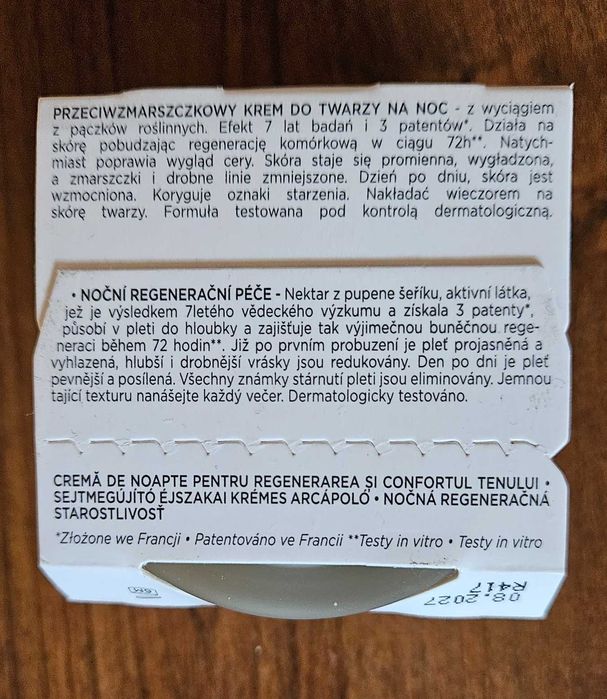 PRZECIWZMARSZCZKOWY KREM DO TWARZY NA NOC - z wyciągiem
z pączków roślinnych. Efekt 7 lat badań i 3 patentów*. Działa na
skórę pobudzając regenerację komórkową w ciągu 72h**. Natych-
miast poprawia wygląd cery. Skóra staje się promienna, wygładzona,
a zmarszczki i drobne linie zmniejszone. Dzień po dniu, skóra jest
wzmocniona. Koryguje oznaki starzenia. Nakładać wieczorem na
skórę twarzy. Formuła testowana pod kontrolą dermatologiczną.
• NOČNÍ REGENERAČNÍ PÉČE - Nektar z pupene šeříku, aktivní látka,
jež je výsledkem 7letého vědeckého výzkumu a získala 3 patenty*,
působí v pleti do hloubky a zajišťuje tak výjimečnou buněčnou rege-
neraci během 72 hodin**. Již po prvním probuzení je pleť projasněná a
vyhlazená, hlubší i drobnější vrásky jsou redukovány. Den po dni je pleť
pevnější a posílená. Všechny známky stárnutí pleti jsou eliminovány. Jemnou
tající texturu nanášejte každý večer. Dermatologicky testováno.
CREMĂ DE NOAPTE PENTRU REGENERAREA ȘI CONFORTUL TENULUI •
SEJTMEGÚJÍTÓ ÉJSZAKAI KRÉMES ARCÁPOLÓ • NOČNÁ REGENERAČNÁ
STAROSTLIVOSŤ
*Złożone we Francji • Patentováno ve Francii **Testy in vitro • Testy in vitro
6M
08.2027
R417